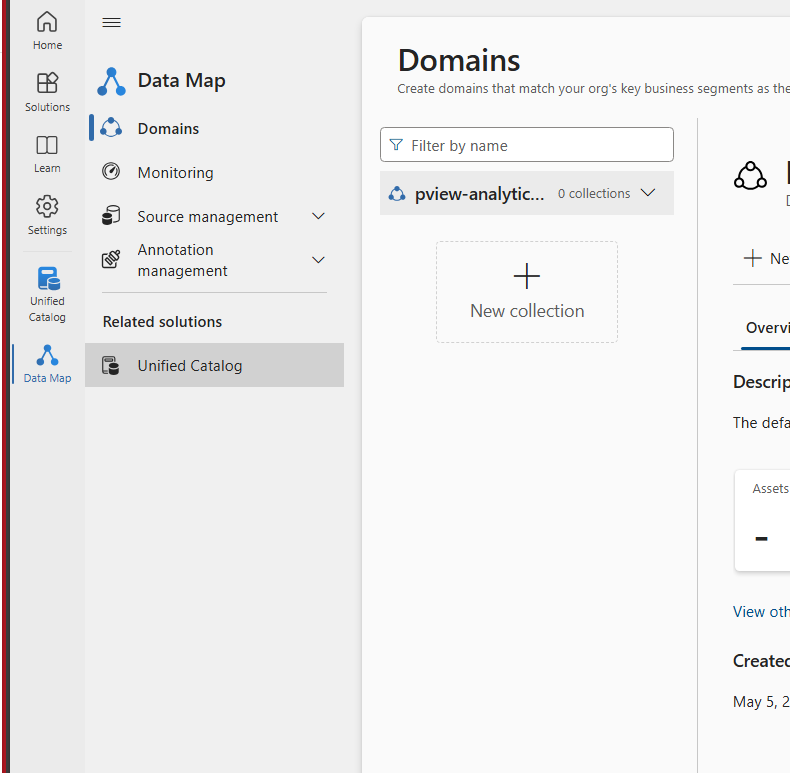 Home
Solutions
Learn
Settings
Unified
Catalog
Data Map
Data Map
Domains
Monitoring
Source management
Annotation
management
Related solutions
Unified Catalog
Domains
Create domains that match your org's key business segments as the
Filter by name
pview-analytic... 0 collections
New collection
Ne
Overvi
Descrip
The defa
Assets
-
View oth
Created
May 5, 2